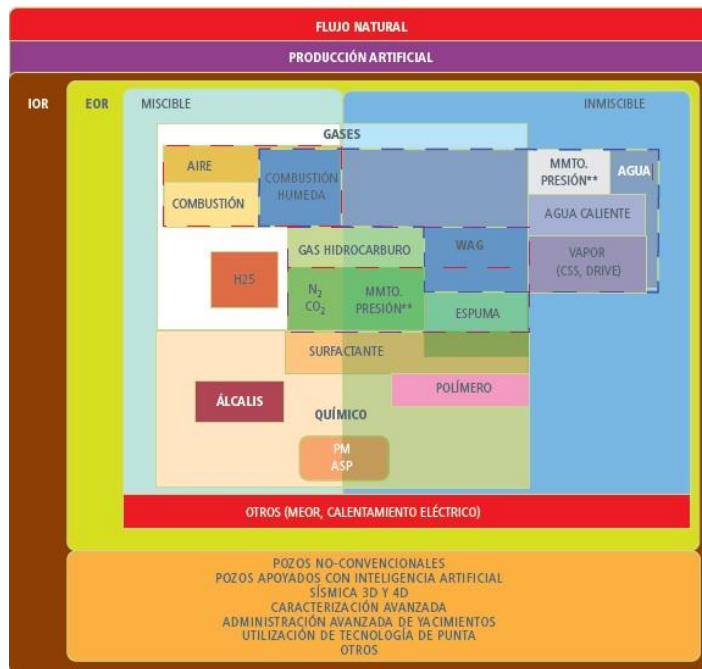 FLUJO NATURAL
PRODUCCIÓN ARTIFICIAL
IOR
EOR
MISCIBLE
INMISCIBLE
GASES
AIRE
COMBUSTIÓN
COMBUSTIÓN
HUMEDA
MMTO.
PRESIÓN**
AGUA
AGUA CALIENTE
GAS HIDROCARBURO
WAG
VAPOR
(CSS, DRIVE)
H25
N2
CO2
MMTO.
PRESIÓN**
ESPUMA
SURFACTANTE
POLÍMERO
ÁLCALIS
QUÍMICO
PM
ASP
OTROS (MEOR, CALENTAMIENTO ELÉCTRICO)
POZOS NO-CONVENCIONALES
POZOS APOYADOS CON INTELIGENCIA ARTIFICIAL
SÍSMICA 3D Y 4D
CARACTERIZACIÓN AVANZADA
ADMINISTRACIÓN AVANZADA DE YACIMIENTOS
UTILIZACIÓN DE TECNOLOGÍA DE PUNTA
OTROS